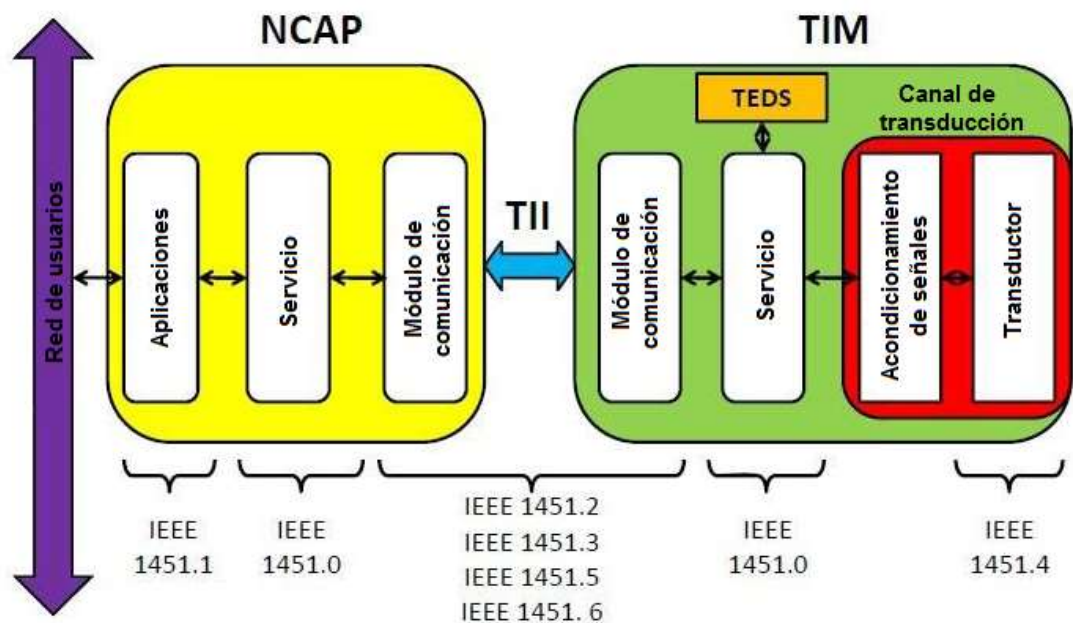 NCAP
TIM
TEDS
Canal de
transducción
Red de usuarios
Aplicaciones
Servicio
Módulo de
comunicación
TII
Módulo de
comunicación
Servicio
Acondicionamiento
de señales
Transductor
IEEE
1451.1
IEEE
1451.0
IEEE 1451.2
IEEE 1451.3
IEEE 1451.5
IEEE 1451. 6
IEEE
1451.0
IEEE
1451.4